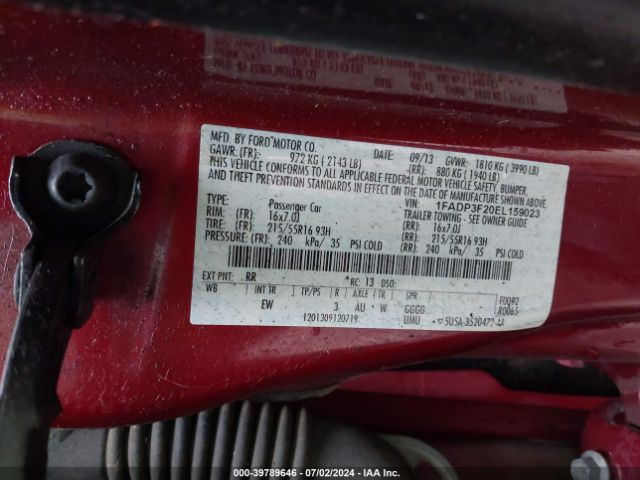 MFD. BY FORD MOTOR CO.
DATE: 09/13 GVWR: 1810 KG ( 3990 LB)
GAWR: (FR): 972 KG ( 2143 LB) (RR): 880 KG ( 1940 LB)
THIS VEHICLE CONFORMS TO ALL APPLICABLE FEDERAL MOTOR VEHICLE SAFETY, BUMPER
AND THEFT PREVENTION STANDARDS IN EFFECT ON THE DATE OF MANUFACTURE SHOWN ABOVE.
VIN: 1FADP3F20EL159023
TYPE: Passenger Car TRAILER TOWING - SEE OWNER GUIDE
RIM: (FR) 16x7.0J (RR): 16x7.0J
TIRE: (FR) 215/55R16 93H (RR): 215/55R16 93H
PRESSURE: (FR) 240 kPa/ 35 PSI COLD (RR): 240 kPa/ 35 PSI COLD
EXT PNT: RR RC: 13 DSO:
WB INT TR TP/PS R AXLE TR SPR F0092
EW 3 AU W GGGG R0065
1201309120719 UMU
000-39789646 - 07/02/2024 - IAA Inc.